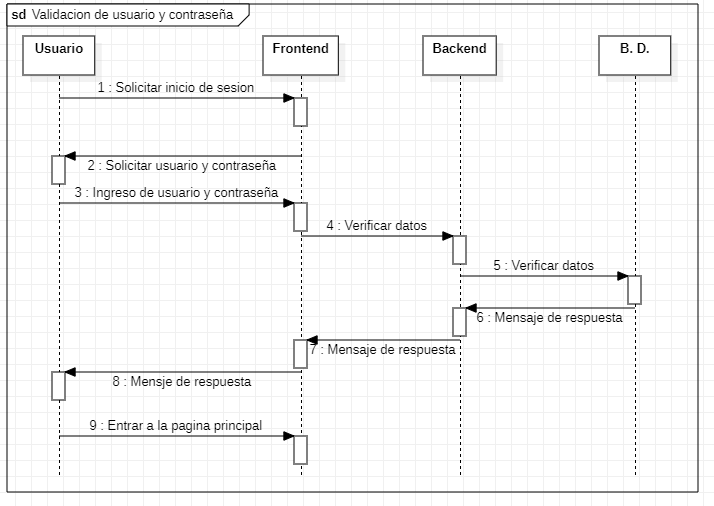 sd Validacion de usuario y contraseña
Usuario
Frontend
Backend
B. D.
1 : Solicitar inicio de sesion
2 : Solicitar usuario y contraseña
3 : Ingreso de usuario y contraseña
4 : Verificar datos
5 : Verificar datos
6 : Mensaje de respuesta
7 : Mensaje de respuesta
8 : Mensje de respuesta
9 : Entrar a la pagina principal